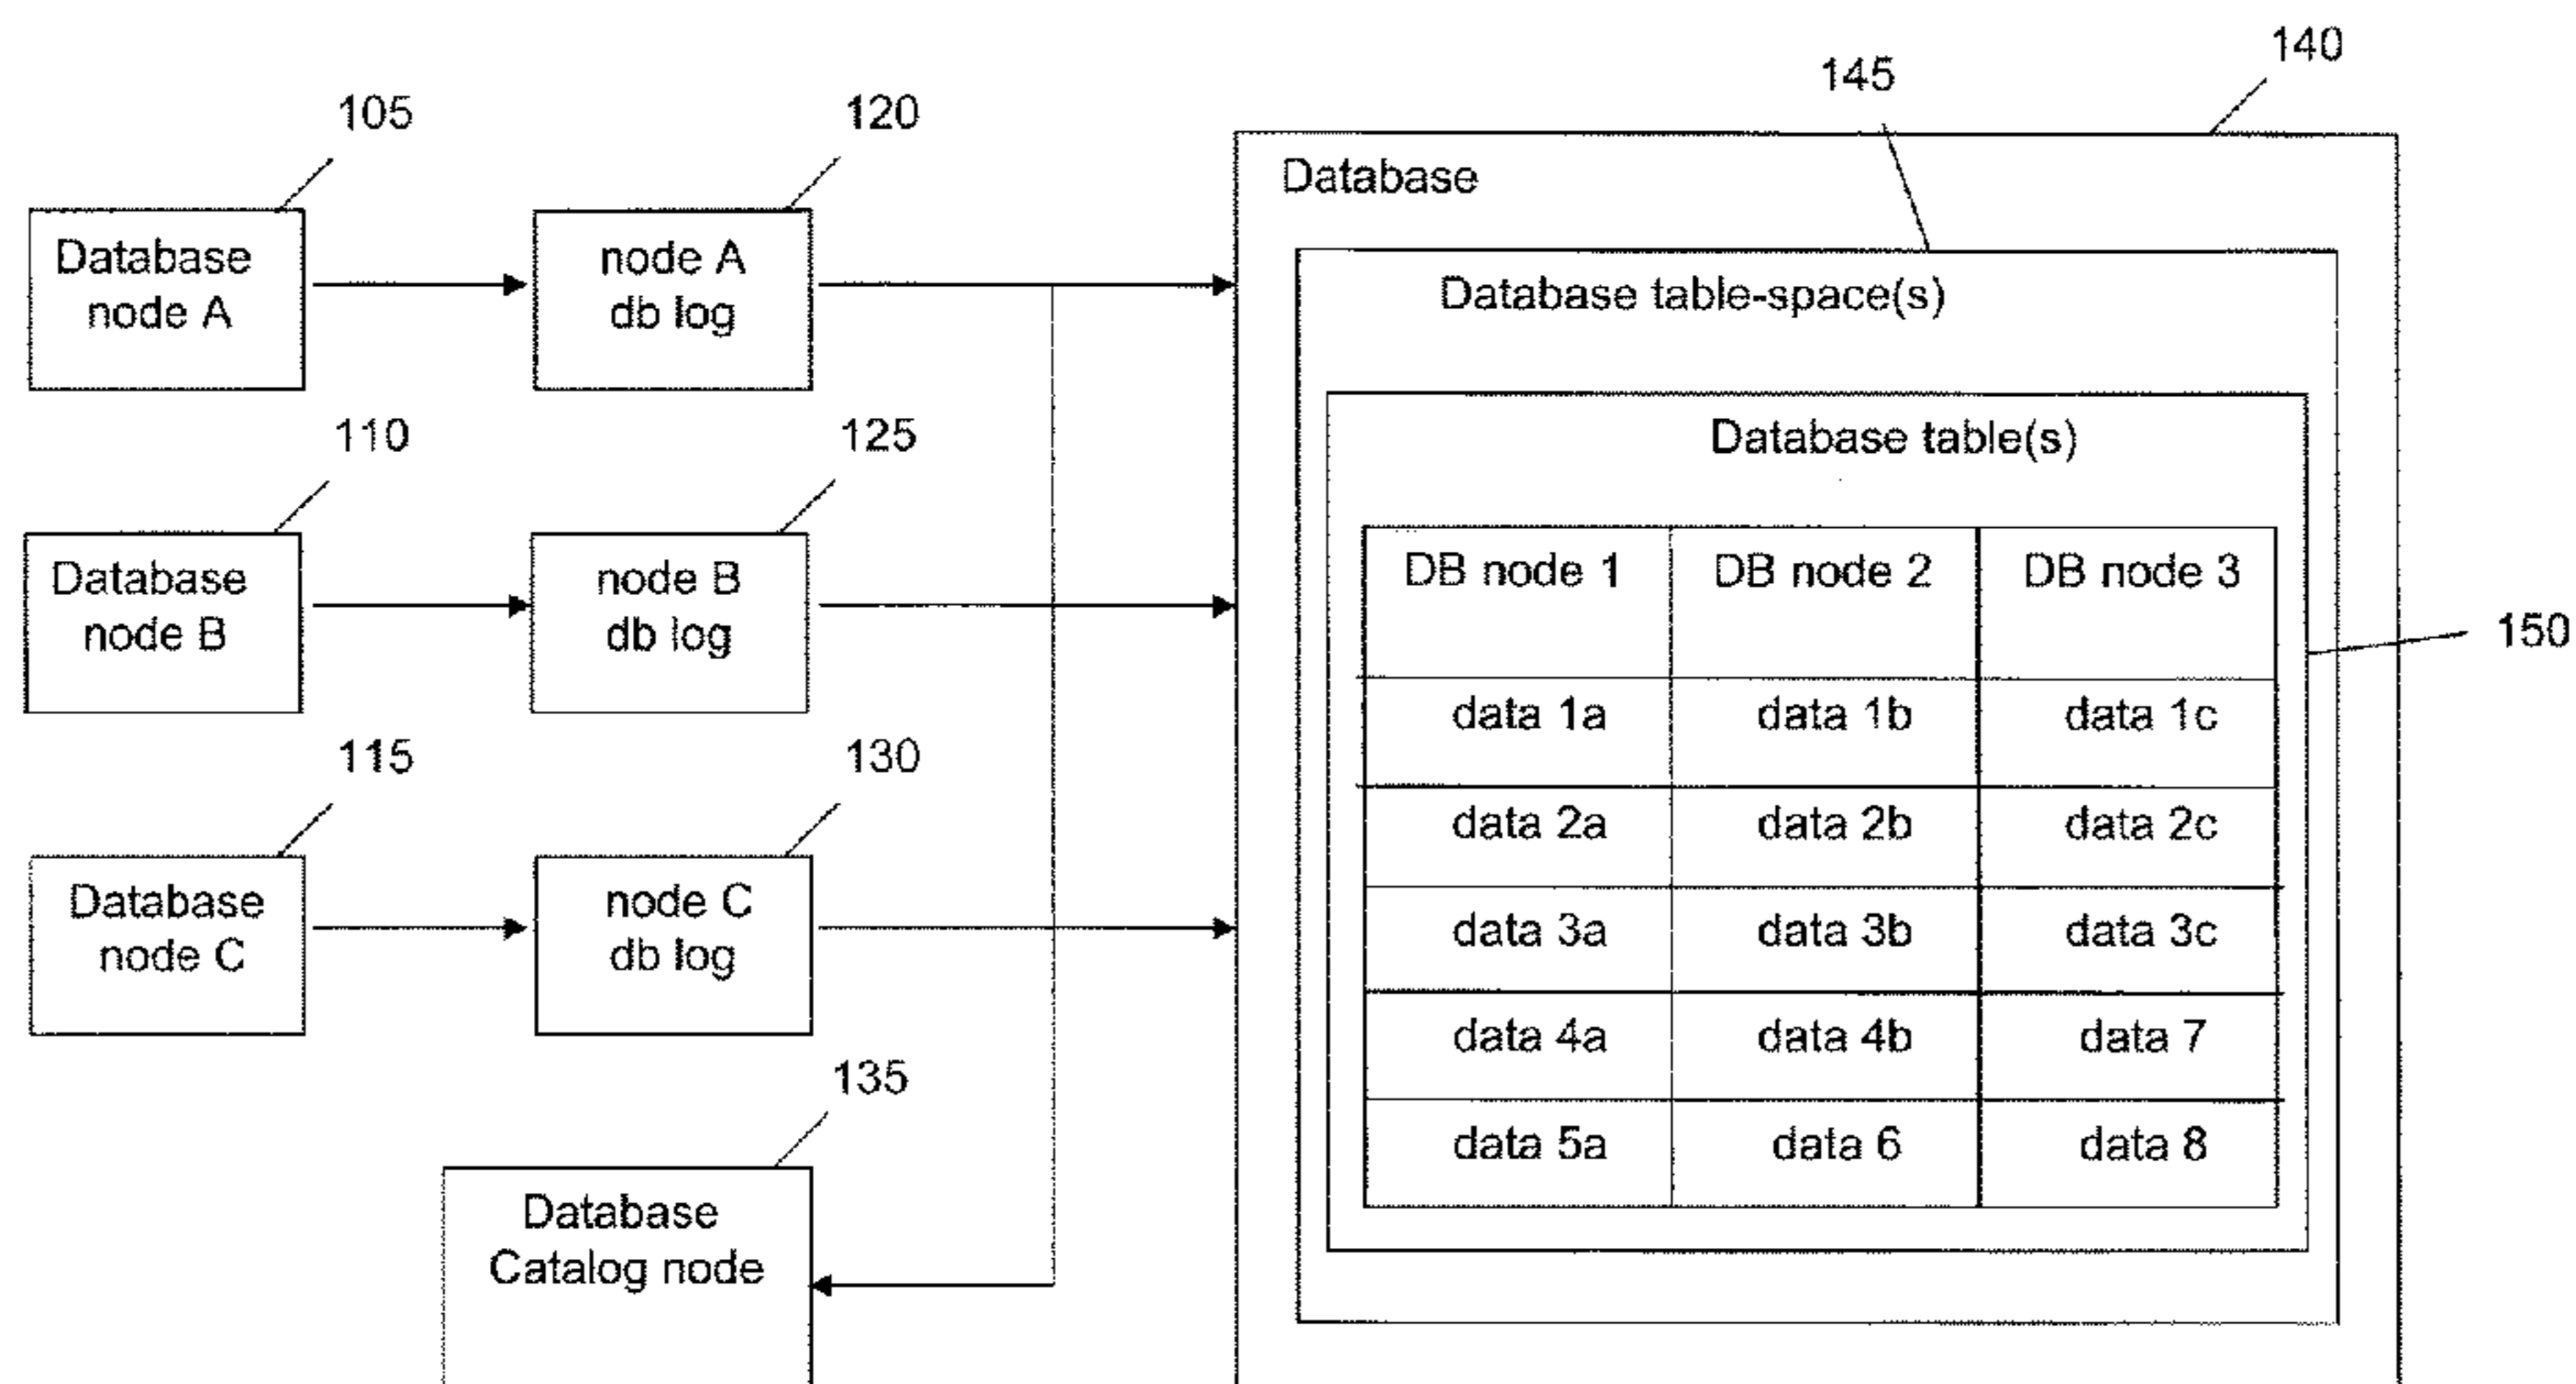 140
145
105
120
Database
Database
node A
node A
db log
Database table-space(s)
110
125
Database table(s)
Database
node B
node B
db log
DB node 1 DB node 2 DB node 3
150
data 1a data 1b data 1c
115
130
data 2a data 2b data 2c
Database
node C
node C
db log
data 3a data 3b data 3c
data 4a data 4b data 7
135
data 5a data 6 data 8
Database
Catalog node